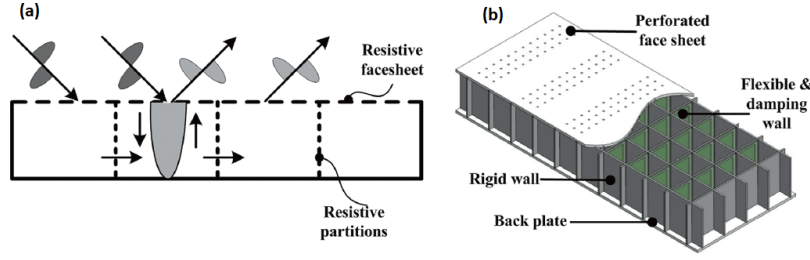 (a)
Resistive
facesheet
Resistive
partitions
(b)
Perforated
face sheet
Flexible &
damping
wall
Rigid wall
Back plate